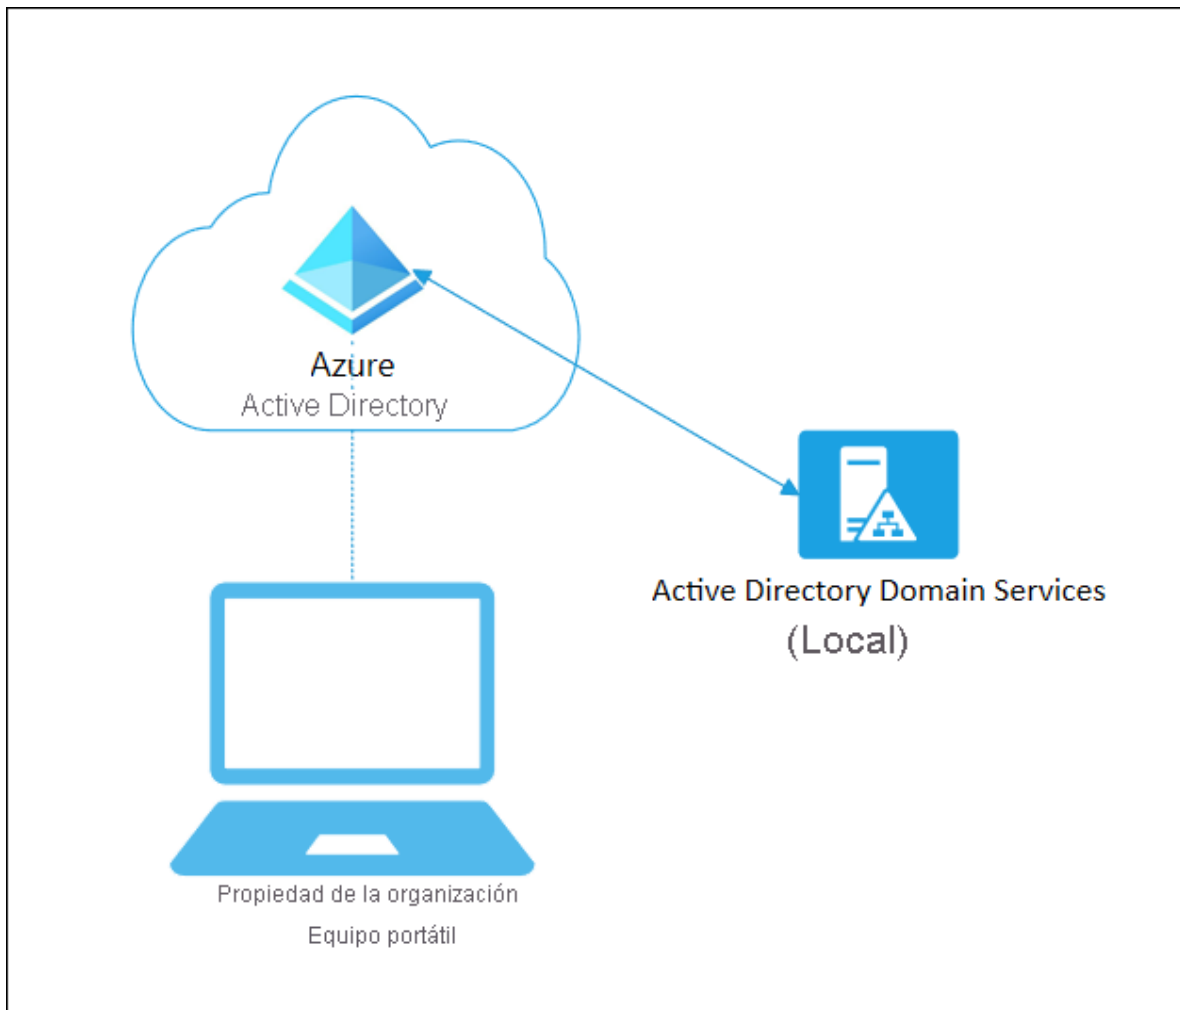 Azure
Active Directory
Active Directory Domain Services
(Local)
Propiedad de la organización
Equipo portátil